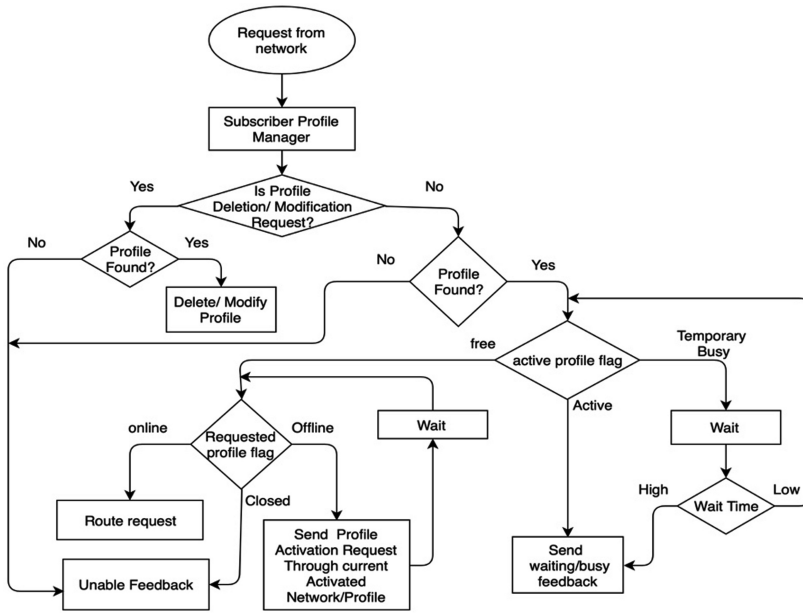 Request from
network
Subscriber Profile
Manager
Yes
No
Is Profile
Deletion/ Modification
Request?
No
Profile
Found?
Yes
No
Profile
Found?
Yes
Delete/ Modify
Profile
free
active profile flag
Temporary
Busy
Active
online
Requested
profile flag
Offline
Wait
Wait
Closed
High
Wait Time
Low
Route request
Send  Profile
Activation Request
Through current
Activated
Network/Profile
Send
waiting/busy
feedback
Unable Feedback